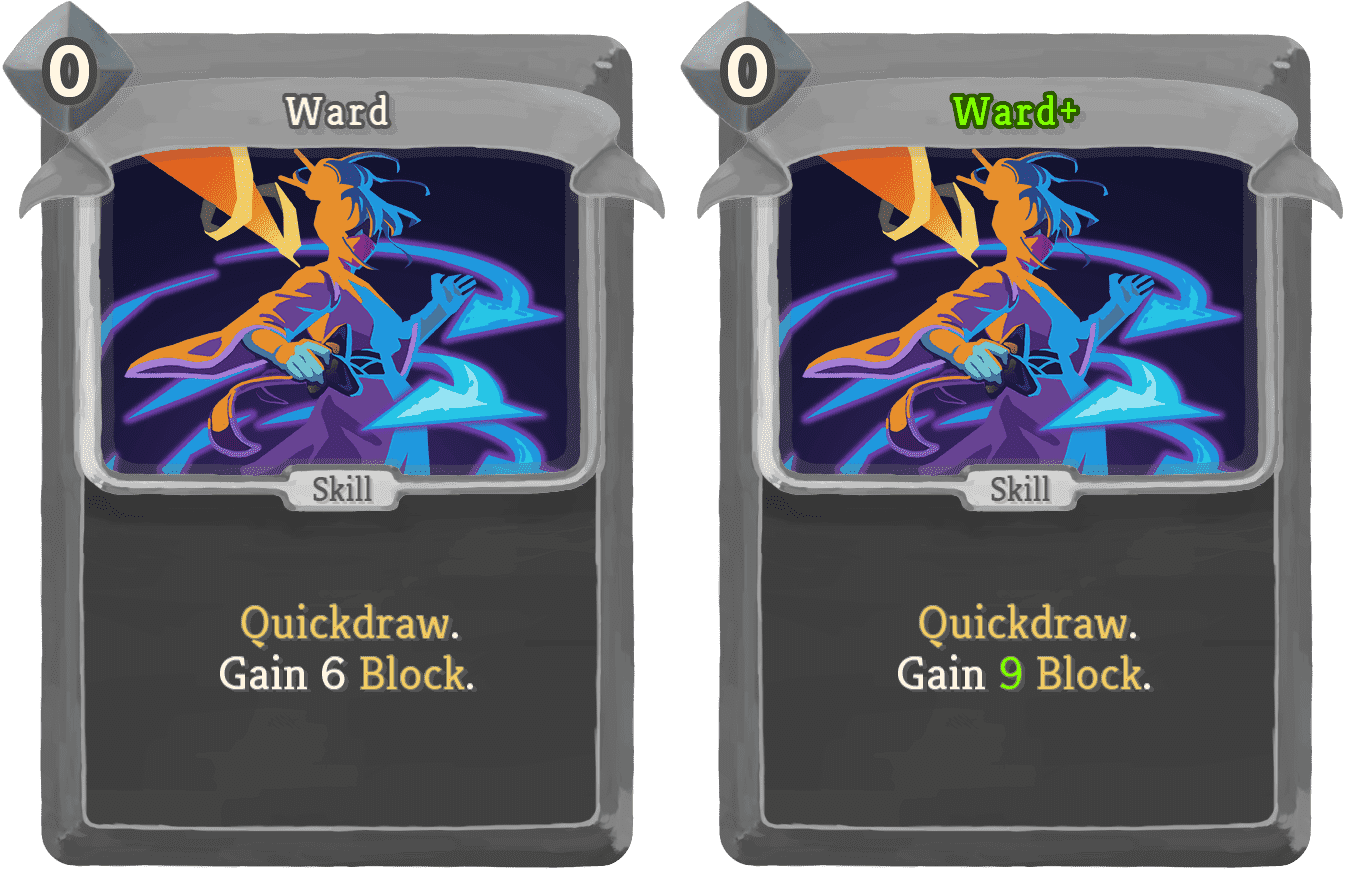 0
Ward
Skill
Quickdraw.
Gain 6 Block.
0
Ward+
Skill
Quickdraw.
Gain 9 Block.